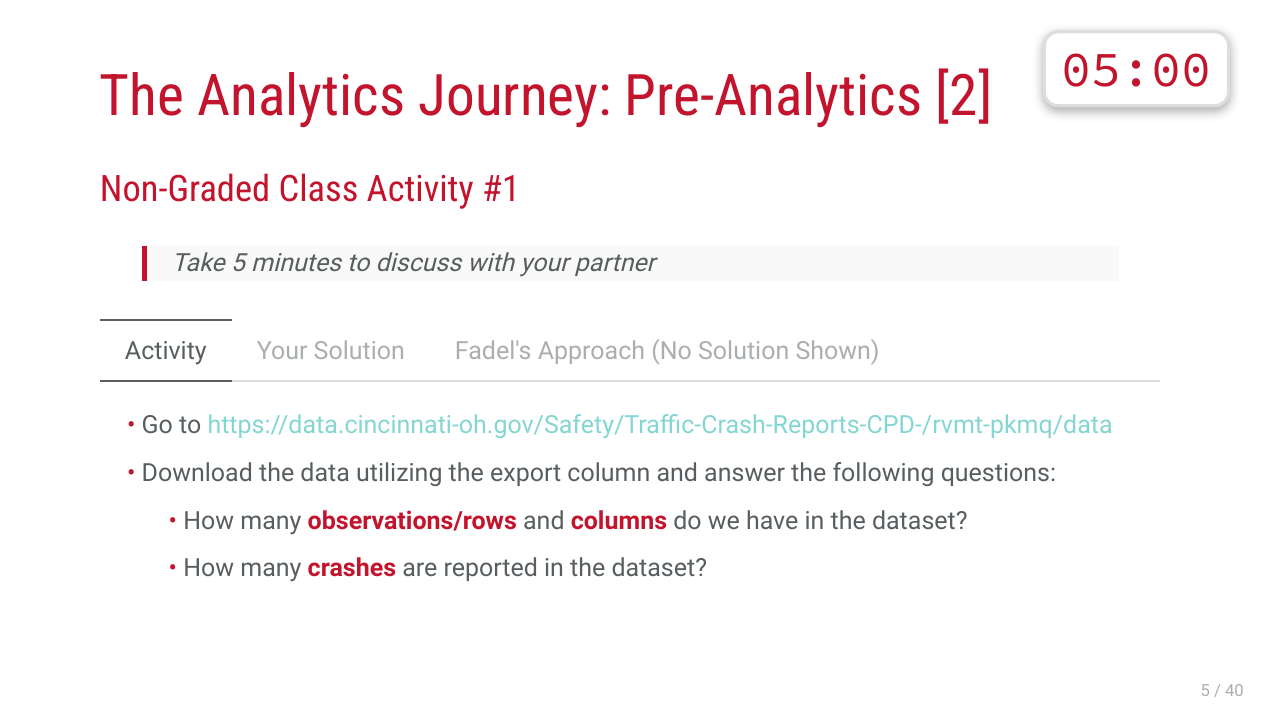 The Analytics Journey: Pre-Analytics [2]
05:00
Non-Graded Class Activity #1
Take 5 minutes to discuss with your partner
Activity
Your Solution
Fadel's Approach (No Solution Shown)
• Go to https://data.cincinnati-oh.gov/Safety/Traffic-Crash-Reports-CPD-/rvmt-pkmq/data
• Download the data utilizing the export column and answer the following questions:
• How many observations/rows and columns do we have in the dataset?
• How many crashes are reported in the dataset?
5 / 40